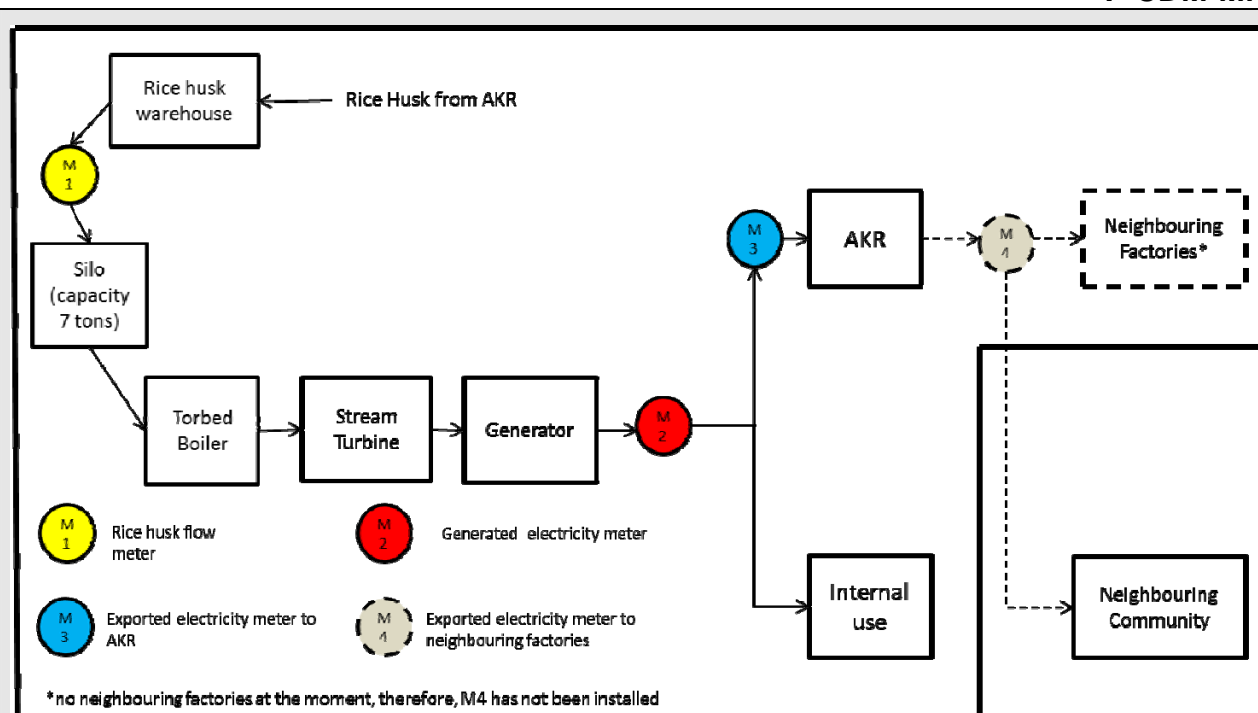 Rice husk
warehouse
Rice Husk from AKR
M
1
Silo
(capacity
7 tons)
M
3
AKR
M
4
Neighbouring
Factories*
Torbed
Boiler
Stream
Turbine
Generator
M
2
M
1
Rice husk flow
meter
M
2
Generated electricity meter
Internal
use
Neighbouring
Community
M
3
Exported electricity meter to
AKR
M
4
Exported electricity meter to
neighbouring factories
*no neighbouring factories at the moment, therefore, M4 has not been installed